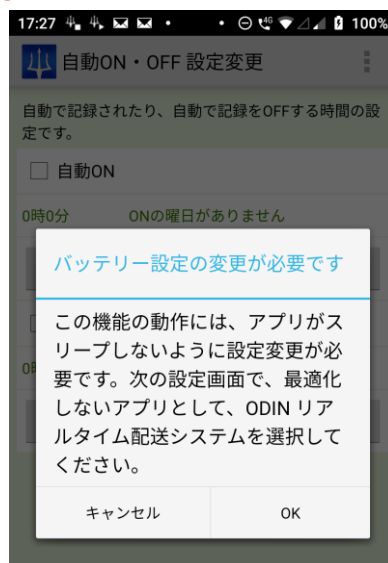 17:27
4G
100%
自動ON・OFF 設定変更
自動で記録されたり、自動で記録をOFFする時間の設
定です。
自動ON
0時0分 ONの曜日がありません
バッテリー設定の変更が必要です
この機能の動作には、アプリがス
リープしないように設定変更が必
要です。次の設定画面で、最適化
しないアプリとして、ODIN リア
ルタイム配送システムを選択して
ください。
キャンセル OK